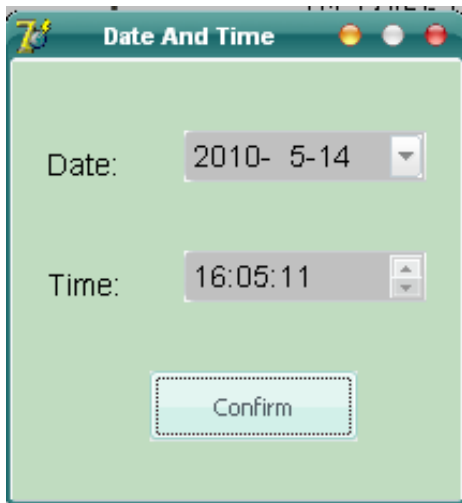 Date And Time
Date: 2010- 5-14
Time: 16:05:11
Confirm